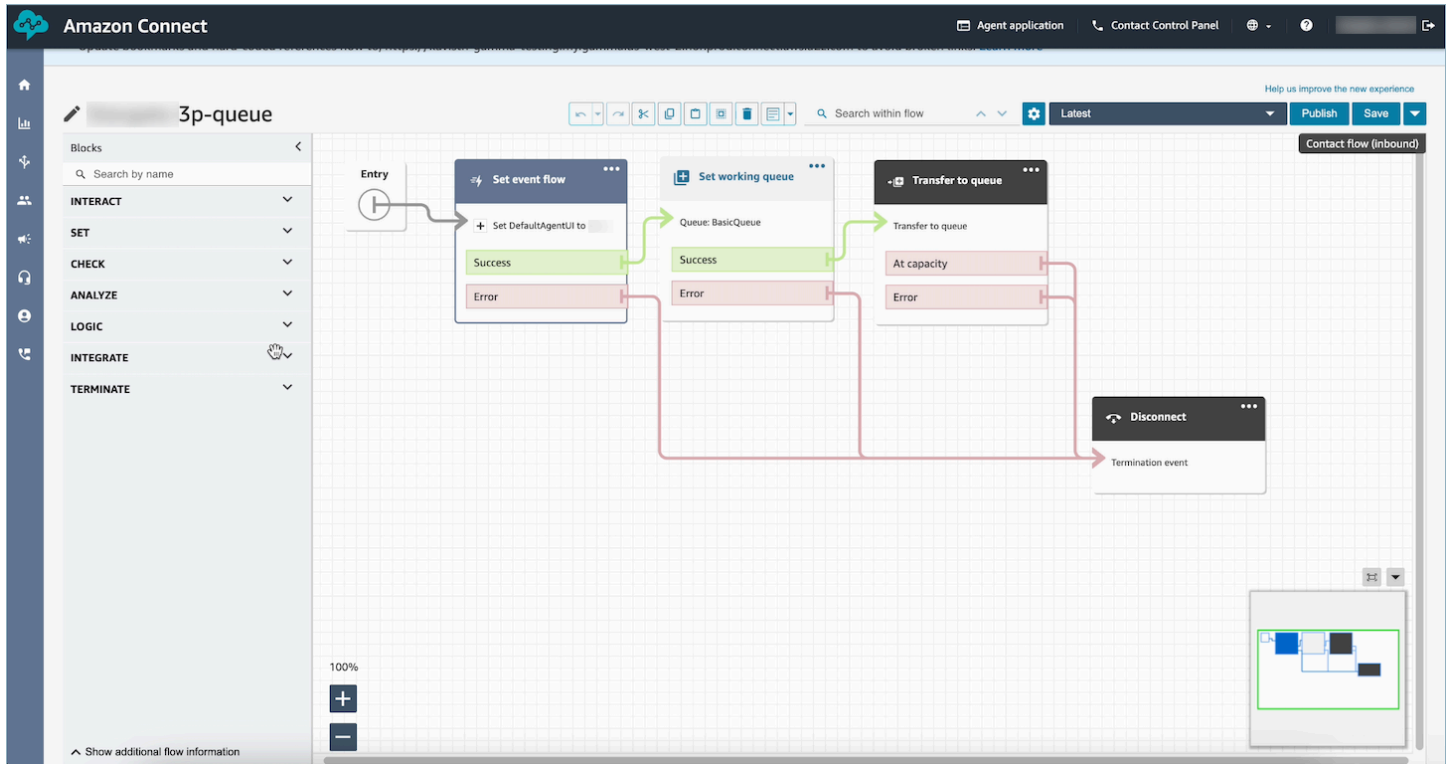 Amazon Connect
Agent application
Contact Control Panel
Help us improve the new experience
3p-queue
Search within flow
Latest
Publish
Save
Contact flow (inbound)
Blocks
Search by name
INTERACT
SET
CHECK
ANALYZE
LOGIC
INTEGRATE
TERMINATE
Show additional flow information
Entry
Set event flow
Set DefaultAgentUI to
Success
Error
Set working queue
Queue: BasicQueue
Success
Error
Transfer to queue
Transfer to queue
At capacity
Error
Disconnect
Termination event
100%